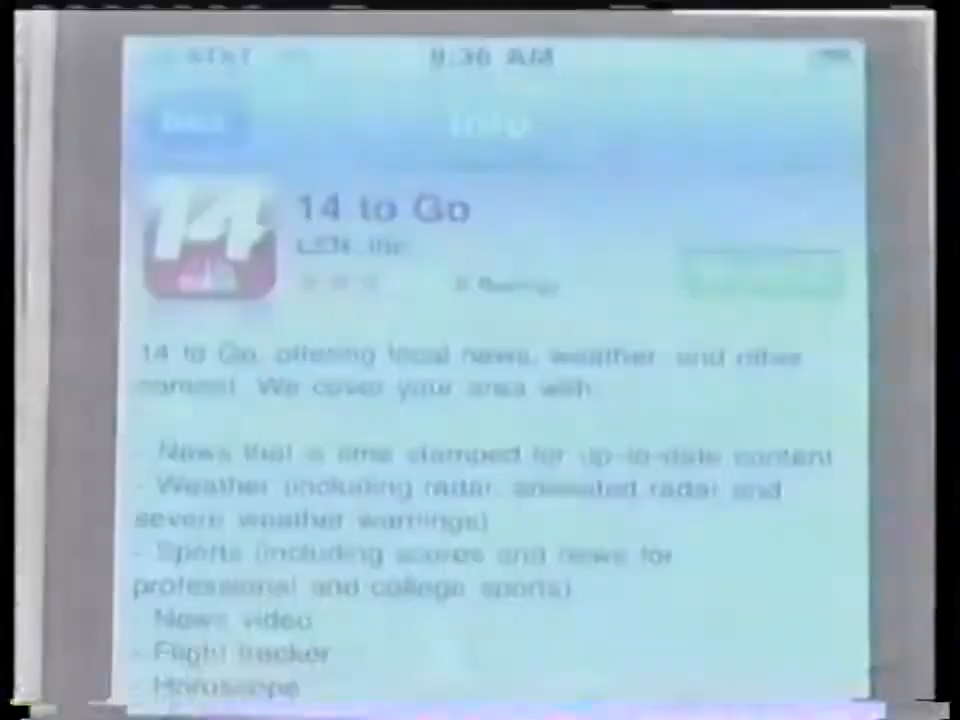 AT&T
9:36 AM
Info
14
14 to Go
LSN, Inc.
Ratings
14 to Go, offering local news, weather, and other
content. We cover your area with:
- News that is time stamped for up-to-date content
- Weather (including radar, animated radar and
severe weather warnings)
- Sports (including scores and news for
professional and college sports)
- News video
- Flight tracker
- Horoscope